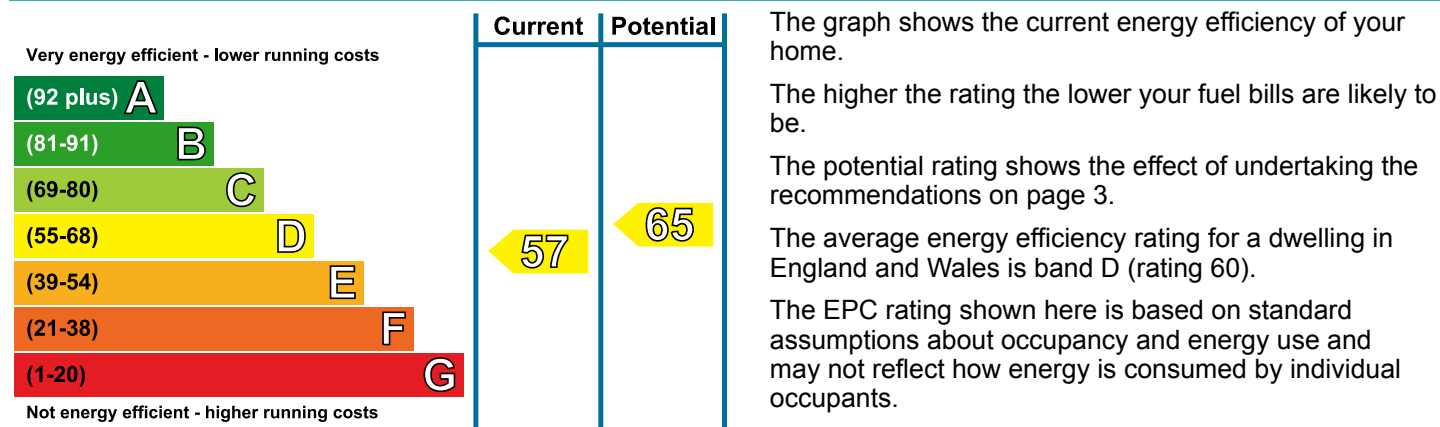 Current Potential
Very energy efficient - lower running costs
(92 plus) A
(81-91) B
(69-80) C
(55-68) D
(39-54) E
(21-38) F
(1-20) G
Not energy efficient - higher running costs
57
65
The graph shows the current energy efficiency of your
home.
The higher the rating the lower your fuel bills are likely to
be.
The potential rating shows the effect of undertaking the
recommendations on page 3.
The average energy efficiency rating for a dwelling in
England and Wales is band D (rating 60).
The EPC rating shown here is based on standard
assumptions about occupancy and energy use and
may not reflect how energy is consumed by individual
occupants.